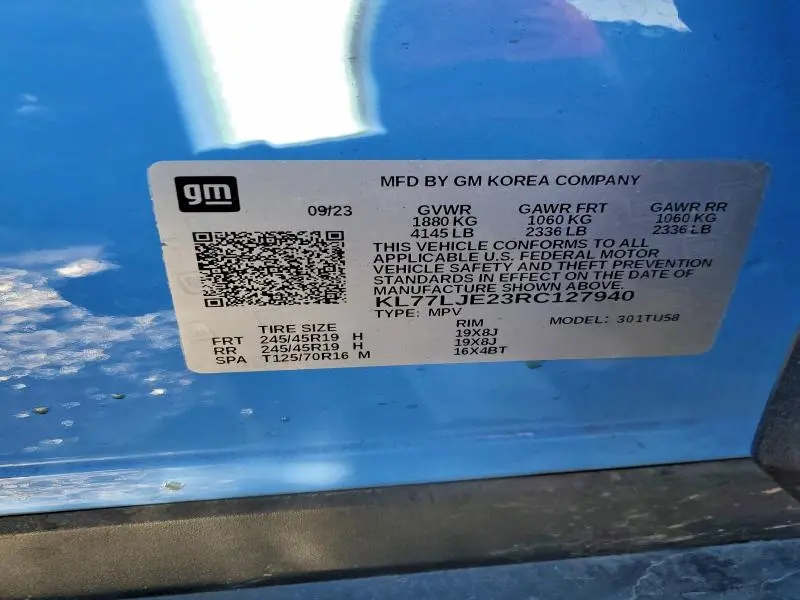 gm
MFD BY GM KOREA COMPANY
09/23
GVWR GAWR FRT GAWR RR
1880 KG 1060 KG 1060 KG
4145 LB 2336 LB 2336 LB
THIS VEHICLE CONFORMS TO ALL
APPLICABLE U.S. FEDERAL MOTOR
VEHICLE SAFETY AND THEFT PREVENTION
STANDARDS IN EFFECT ON THE DATE OF
MANUFACTURE SHOWN ABOVE.
KL77LJE23RC127940
TYPE: MPV MODEL: 301TU58
TIRE SIZE RIM
FRT 245/45R19 H 19X8J
RR 245/45R19 H 19X8J
SPA T125/70R16 M 16X4BT